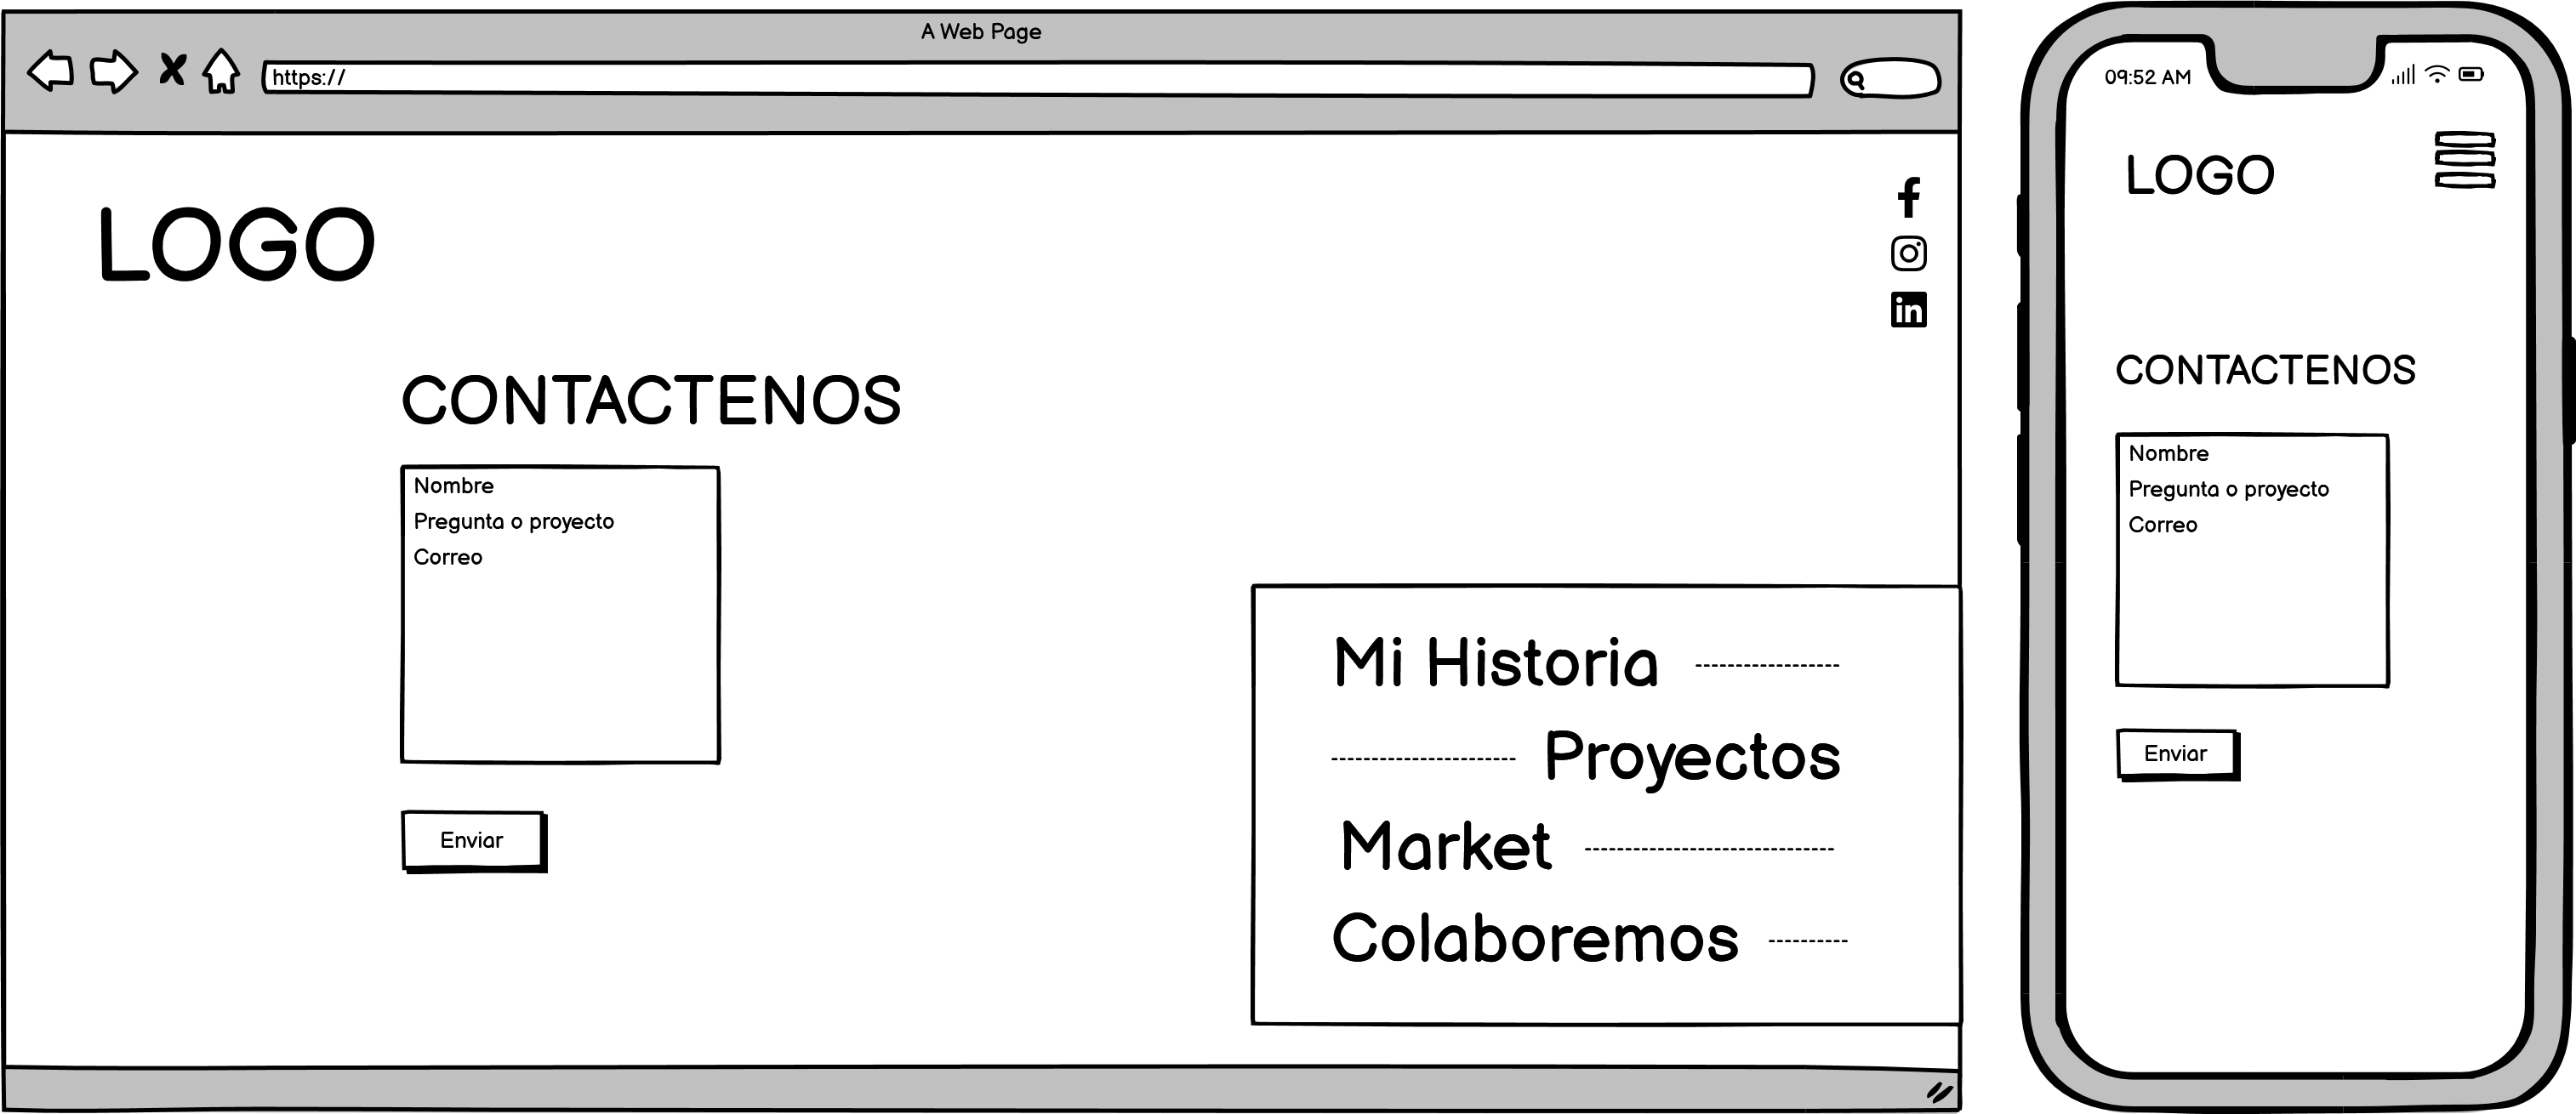 A Web Page
https://
LOGO
CONTACTENOS
Nombre
Pregunta o proyecto
Correo
Enviar
Mi Historia
Proyectos
Market
Colaboremos
09:52 AM
LOGO
CONTACTENOS
Nombre
Pregunta o proyecto
Correo
Enviar